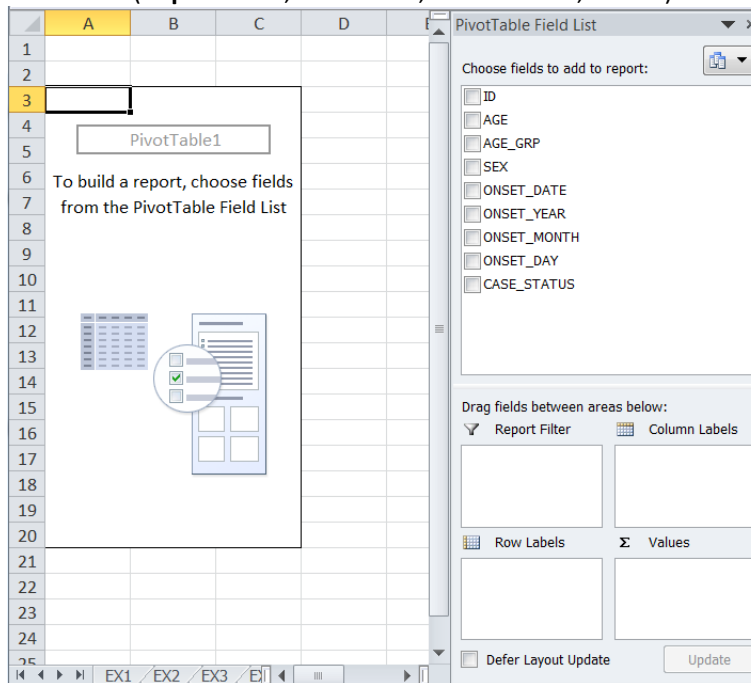 A B C D
PivotTable Field List
1
2
Choose fields to add to report:
3
ID
4
AGE
PivotTable1
5
AGE_GRP
SEX
6
To build a report, choose fields
ONSET_DATE
7
from the PivotTable Field List
ONSET_YEAR
8
ONSET_MONTH
9
ONSET_DAY
10
CASE_STATUS
11
12
13
14
15
Drag fields between areas below:
16
Report Filter Column Labels
17
18
19
20
Row Labels Σ Values
21
22
23
24
25
Defer Layout Update Update
EX1 EX2 EX3